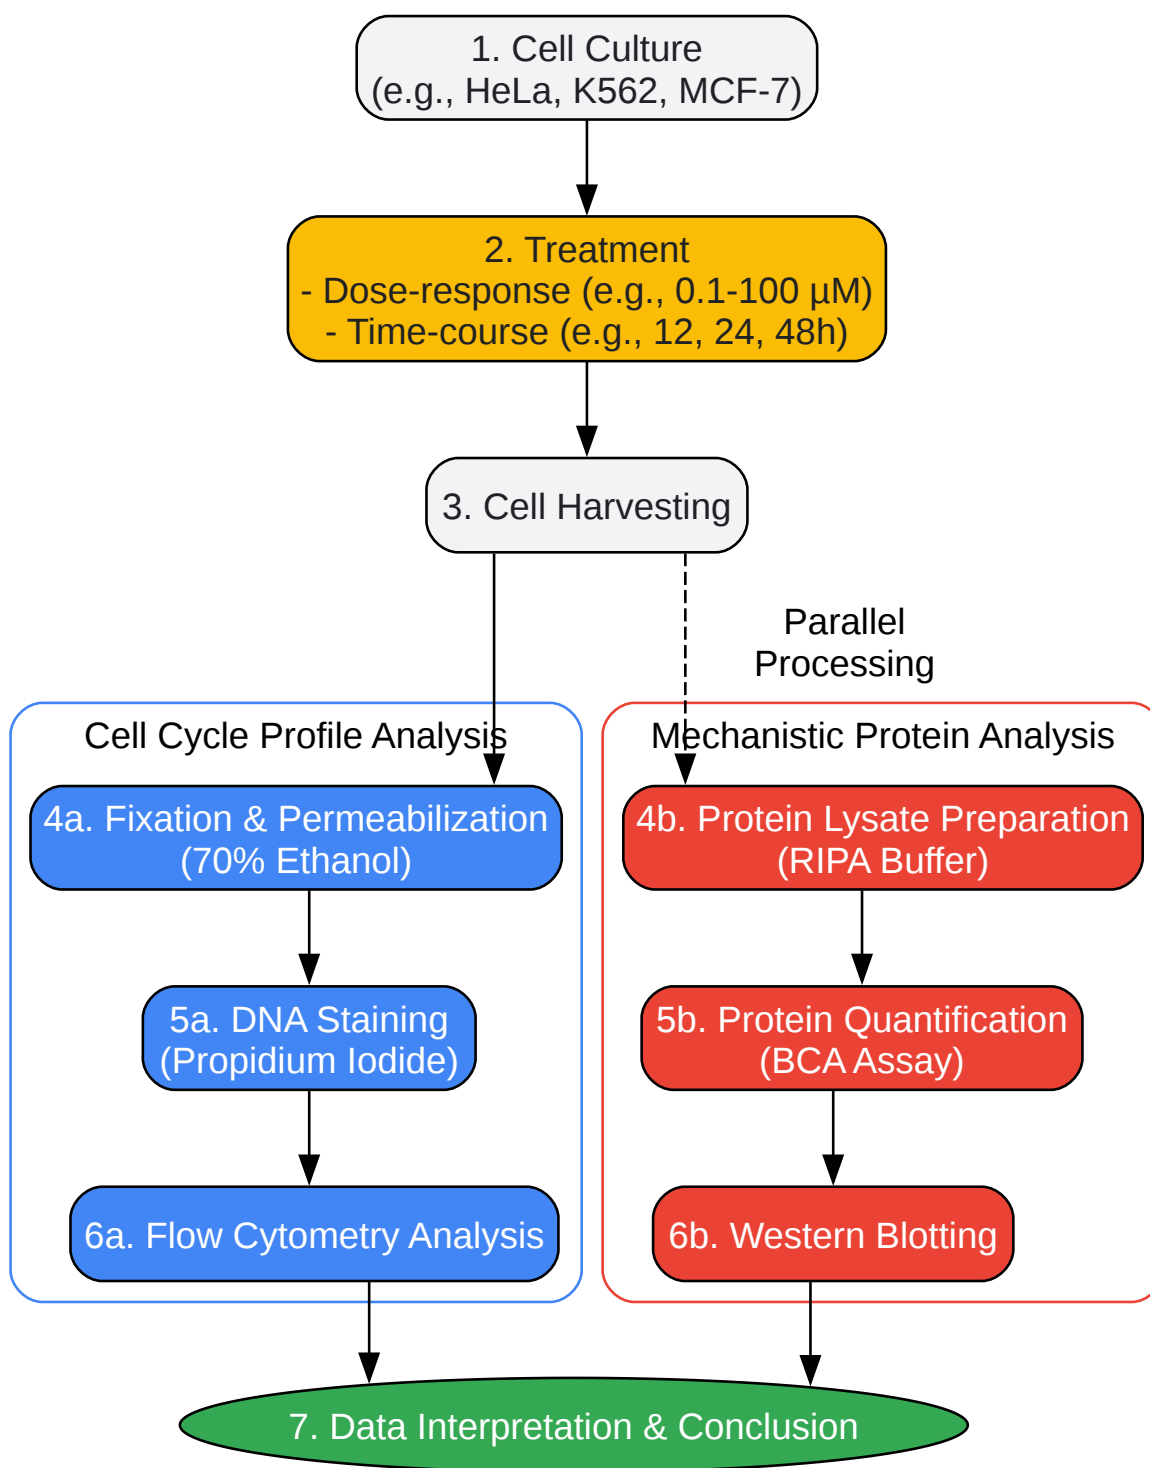 1. Cell Culture
(e.g., HeLa, K562, MCF-7)
2. Treatment
- Dose-response (e.g., 0.1-100 µM)
- Time-course (e.g., 12, 24, 48h)
3. Cell Harvesting
Parallel
Processing
Cell Cycle Profile Analysis
4a. Fixation & Permeabilization
(70% Ethanol)
5a. DNA Staining
(Propidium Iodide)
6a. Flow Cytometry Analysis
Mechanistic Protein Analysis
4b. Protein Lysate Preparation
(RIPA Buffer)
5b. Protein Quantification
(BCA Assay)
6b. Western Blotting
7. Data Interpretation & Conclusion